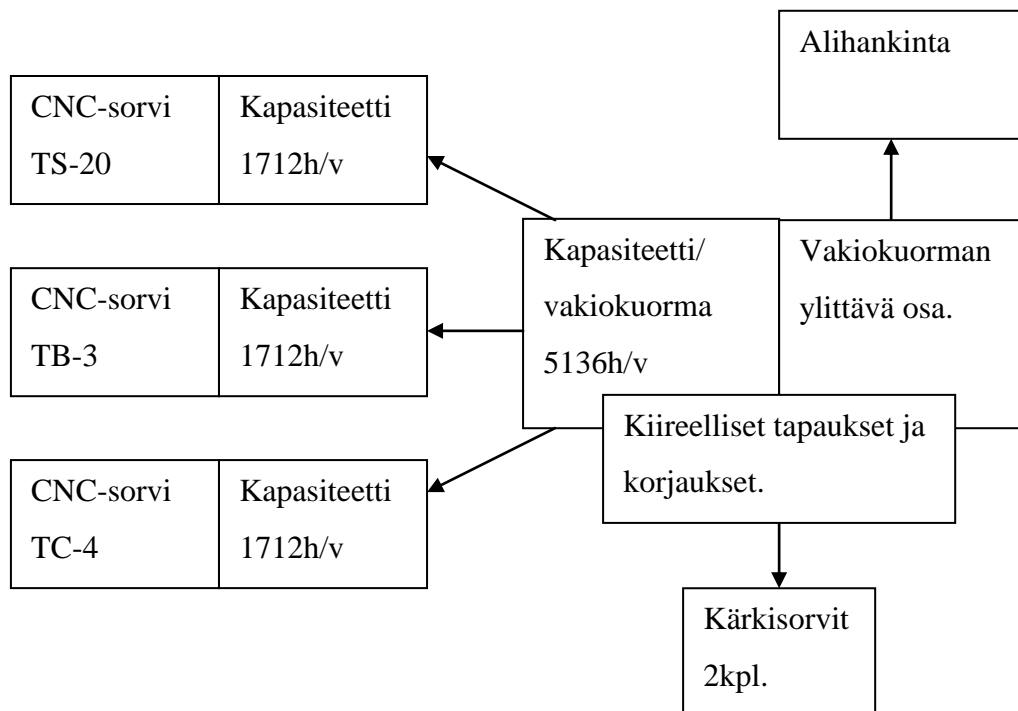 Alihankinta
CNC-sorvi
TS-20
Kapasiteetti
1712h/v
Kapasiteetti/
vakiokuorma
5136h/v
Vakiokuorman
ylittävä osa.
CNC-sorvi
TB-3
Kapasiteetti
1712h/v
Kiireelliset tapaukset ja
korjaukset.
CNC-sorvi
TC-4
Kapasiteetti
1712h/v
Kärkisorvit
2kpl.